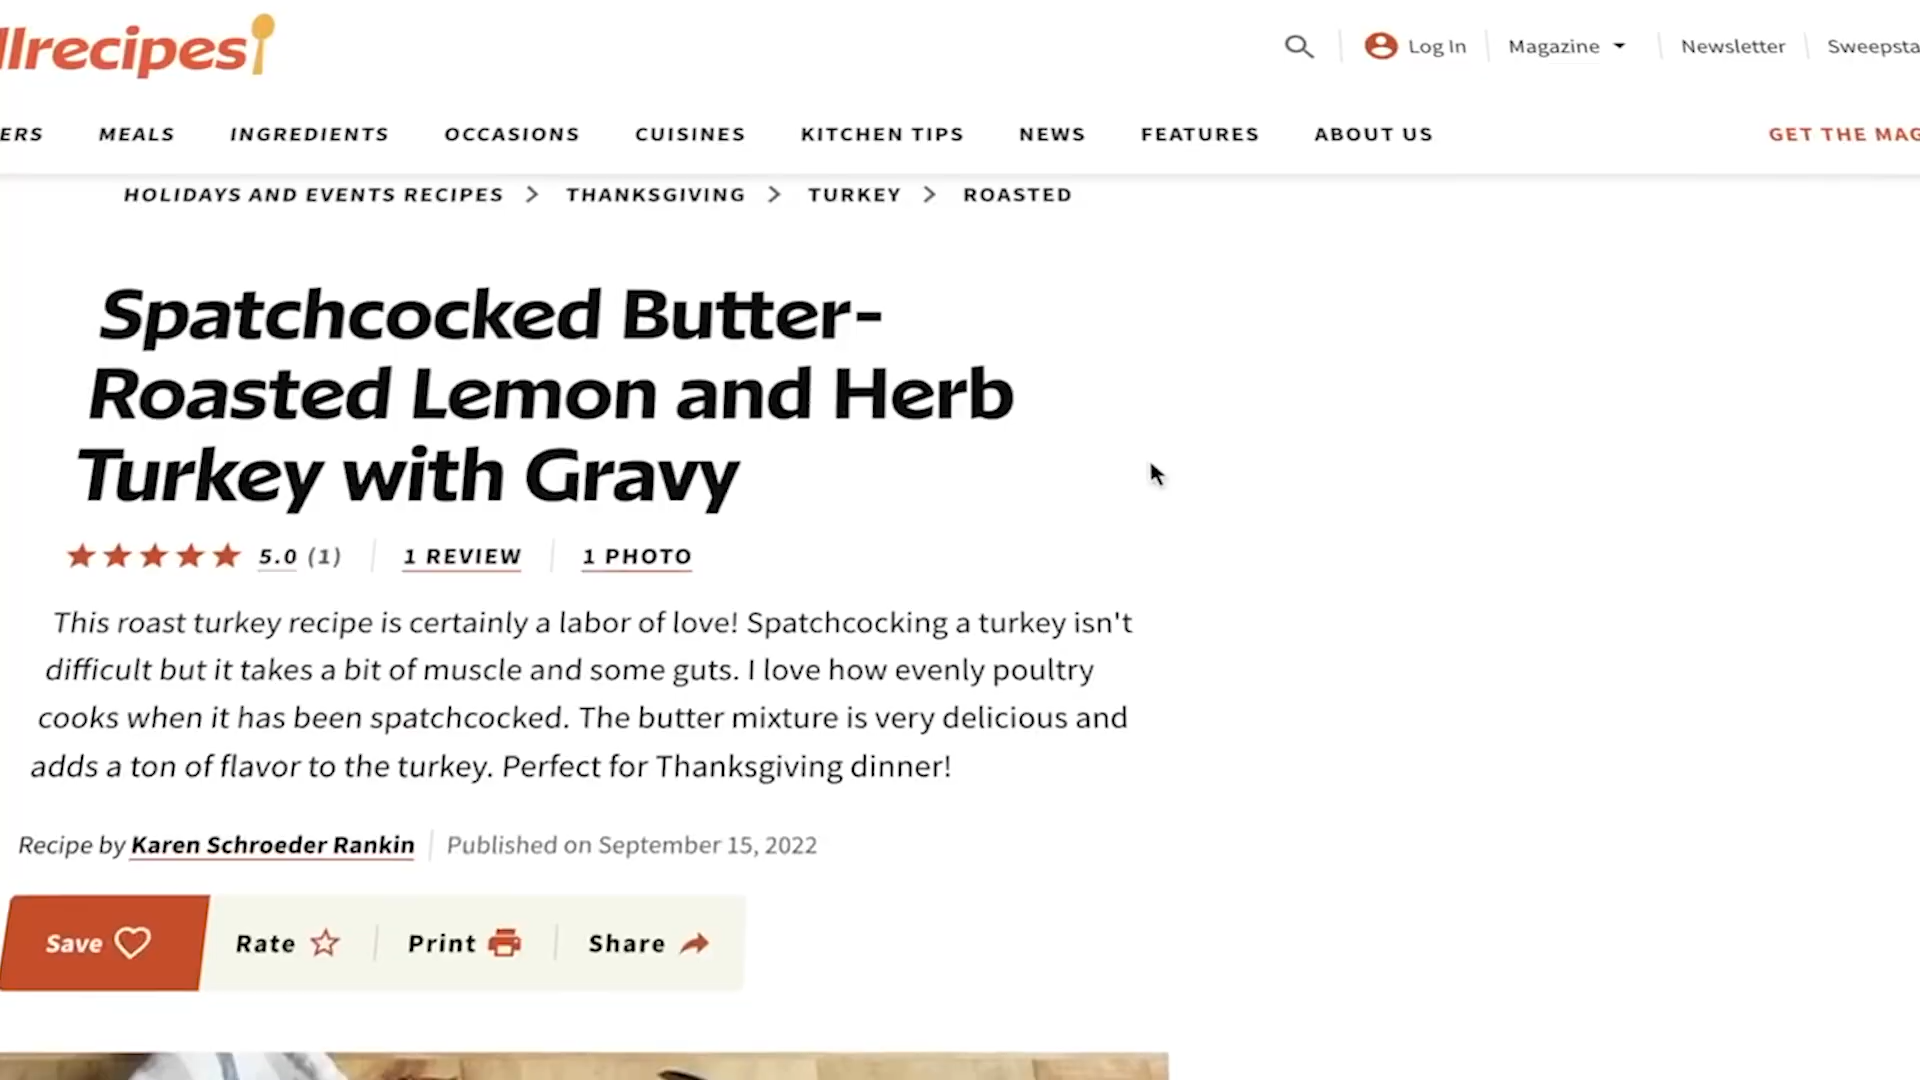 llrecipes
Log In Magazine Newsletter Sweepsta
ERS MEALS INGREDIENTS OCCASIONS CUISINES KITCHEN TIPS NEWS FEATURES ABOUT US GET THE MAG
HOLIDAYS AND EVENTS RECIPES > THANKSGIVING > TURKEY > ROASTED
Spatchcocked Butter-
Roasted Lemon and Herb
Turkey with Gravy
5.0 (1) 1 REVIEW 1 PHOTO
This roast turkey recipe is certainly a labor of love! Spatchcocking a turkey isn't
difficult but it takes a bit of muscle and some guts. I love how evenly poultry
cooks when it has been spatchcocked. The butter mixture is very delicious and
adds a ton of flavor to the turkey. Perfect for Thanksgiving dinner!
Recipe by Karen Schroeder Rankin Published on September 15, 2022
Save Rate Print Share